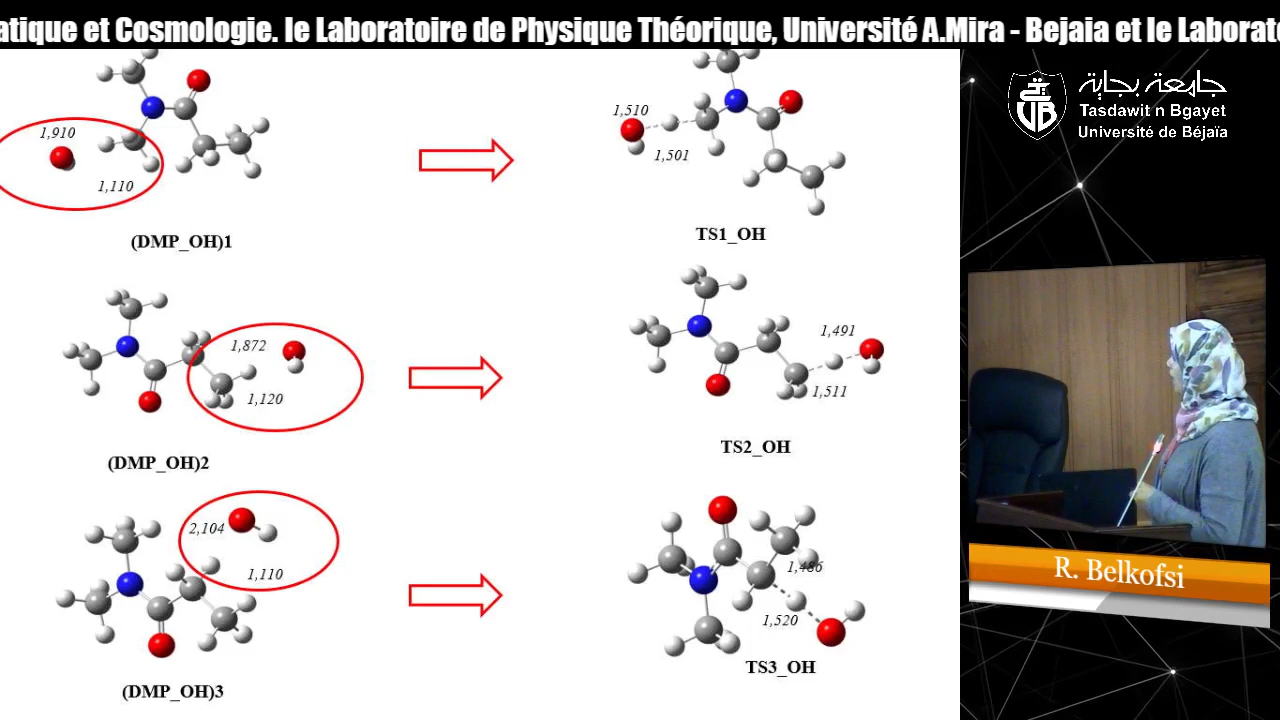 atique et Cosmologie. le Laboratoire de Physique Théorique, Université A.Mira - Bejaia et le Laborat
جامعة بجاية
Tasdawit n Bgayet
Université de Béjaïa
1,910
1,110
(DMP_OH)1
1,510
1,501
TS1_OH
1,872
1,120
(DMP_OH)2
1,491
1,511
TS2_OH
2,104
1,110
(DMP_OH)3
1,486
1,520
TS3_OH
R. Belkofsi